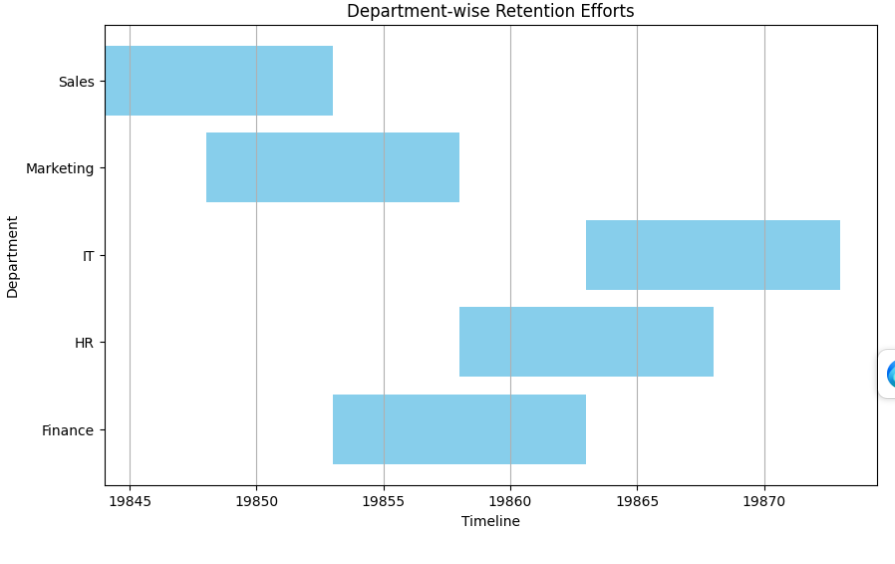 Department-wise Retention Efforts
Sales
Marketing
IT
HR
Finance
Department
19845 19850 19855 19860 19865 19870
Timeline